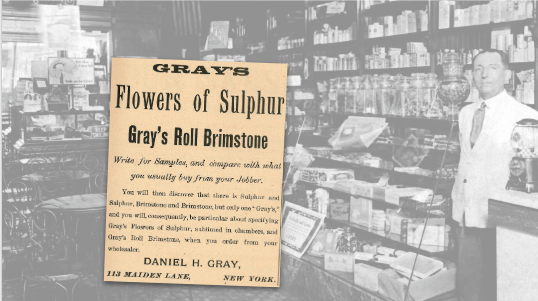 GRAY'S
Flowers of Sulphur
Gray's Roll Brimstone
Write for Samples, and compare with what
you usually buy from your Jobber.
You will then discover that there is Sulphur and
Sulphur, Brimstone and Brimstone, but only one "Gray's,"
and you will, consequently, be particular about specifying
Gray's Flowers of Sulphur, sublimed in chambers, and
Gray's Roll Brimstone, when you order from your
wholesaler.
DANIEL H. GRAY,
113 MAIDEN LANE, NEW YORK.